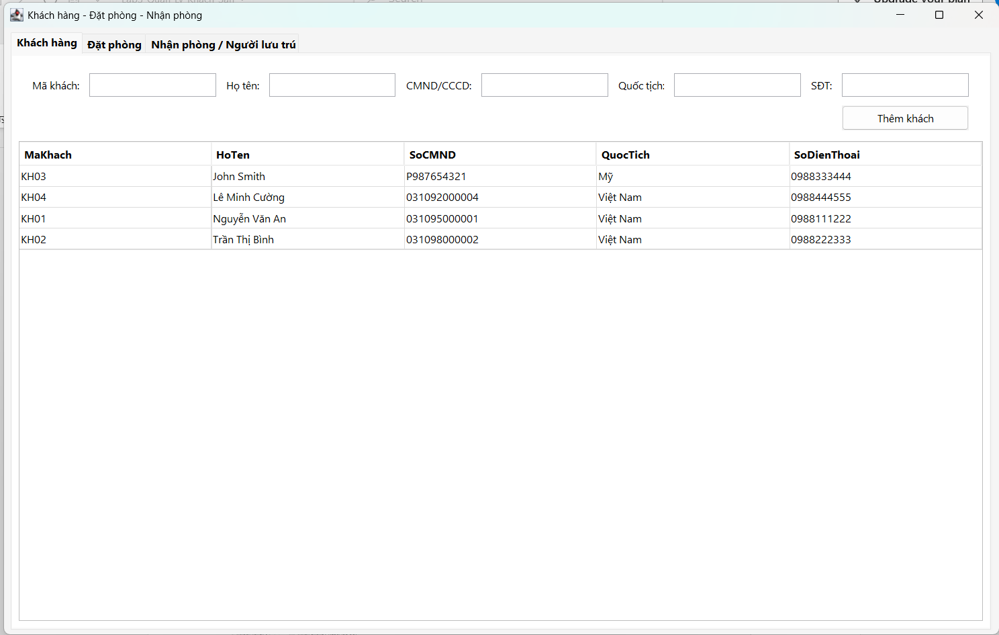 Khách hàng - Đặt phòng - Nhận phòng
Khách hàng Đặt phòng Nhận phòng / Người lưu trú
Mã khách: Họ tên: CMND/CCCD: Quốc tịch: SĐT:
Thêm khách
MaKhach HoTen SoCMND QuocTich SoDienThoai
KH03 John Smith P987654321 Mỹ 0988333444
KH04 Lê Minh Cường 031092000004 Việt Nam 0988444555
KH01 Nguyễn Văn An 031095000001 Việt Nam 0988111222
KH02 Trần Thị Bình 031098000002 Việt Nam 0988222333